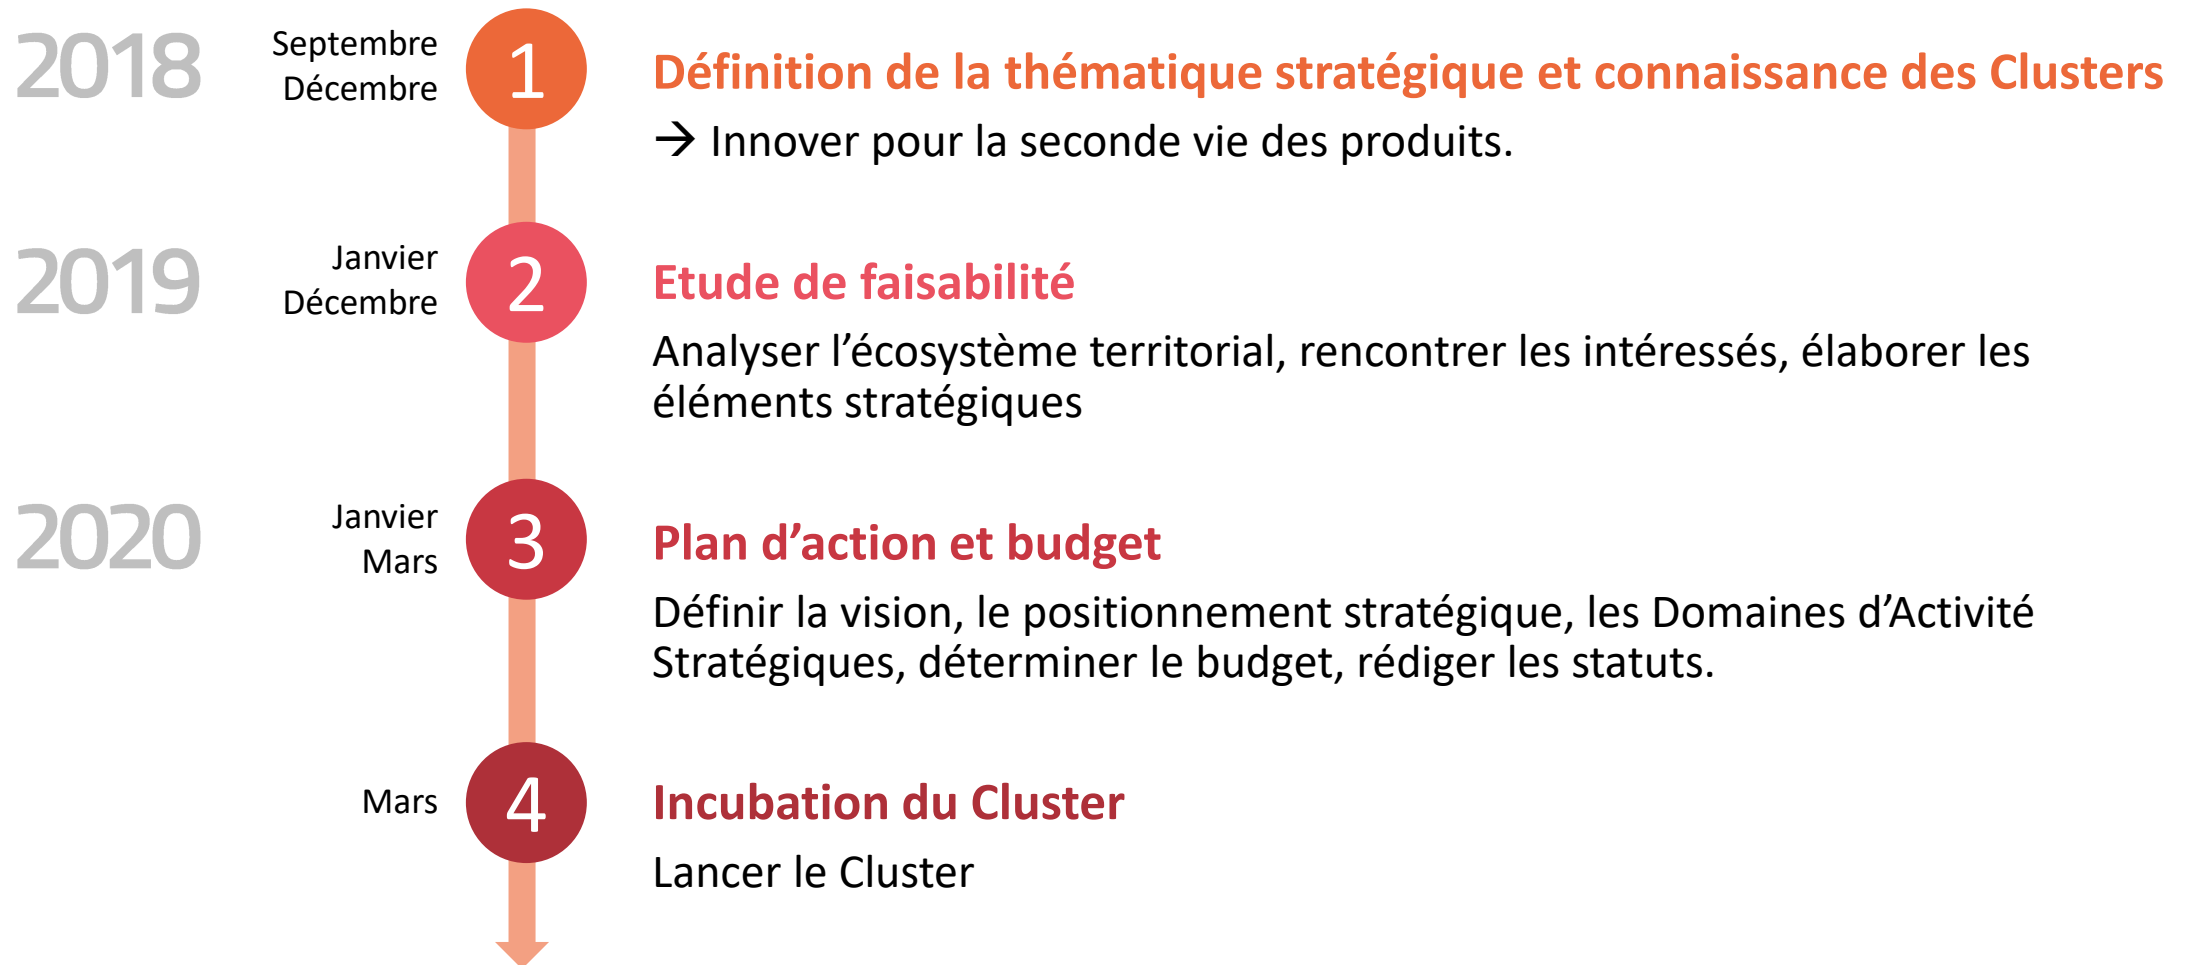 2018
Septembre
Décembre
1
Définition de la thématique stratégique et connaissance des Clusters
→ Innover pour la seconde vie des produits.
2019
Janvier
Décembre
2
Etude de faisabilité
Analyser l’écosystème territorial, rencontrer les intéressés, élaborer les
éléments stratégiques
2020
Janvier
Mars
3
Plan d’action et budget
Définir la vision, le positionnement stratégique, les Domaines d’Activité
Stratégiques, déterminer le budget, rédiger les statuts.
Mars
4
Incubation du Cluster
Lancer le Cluster